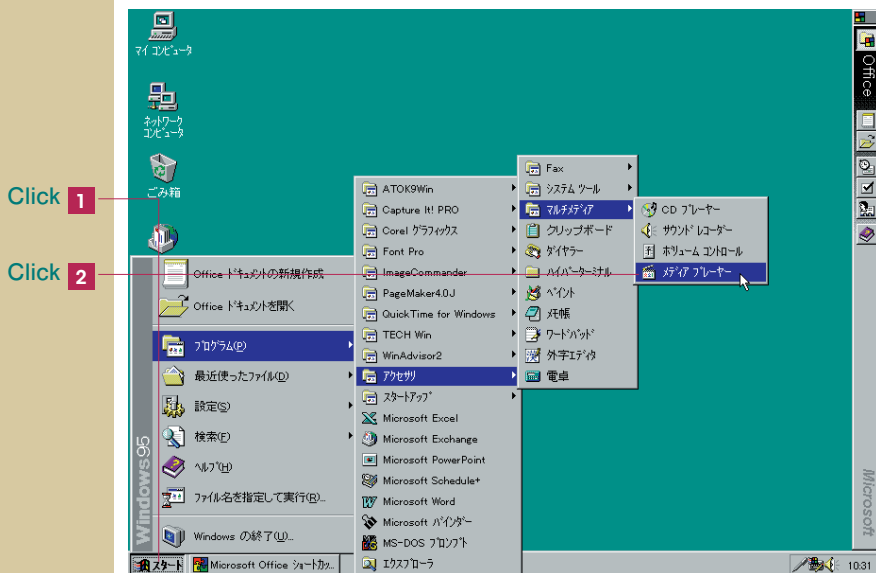 マイ コンピュータ
ネットワーク
コンピュータ
ごみ箱
Click 1
Click 2
Office ドキュメントの新規作成
Office ドキュメントを開く
プログラム(P)
最近使ったファイル(D)
設定(S)
検索(F)
ヘルプ(H)
ファイル名を指定して実行(R)...
Windows の終了(U)...
Windows95
ATOK9Win
Capture It! PRO
Corel グラフィックス
Font Pro
ImageCommander
PageMaker4.0J
QuickTime for Windows
TECH Win
WinAdvisor2
アクセサリ
スタートアップ
Microsoft Excel
Microsoft Exchange
Microsoft PowerPoint
Microsoft Schedule+
Microsoft Word
Microsoft バインダー
MS-DOS プロンプト
エクスプローラ
Fax
システム ツール
マルチメディア
クリップボード
ダイヤラー
ハイパーターミナル
ペイント
メモ帳
ワードパッド
外字エディタ
電卓
CD プレーヤー
サウンド レコーダー
ボリューム コントロール
メディア プレーヤー
Office
Microsoft
スタート
Microsoft Office ショートカッ...
10:31